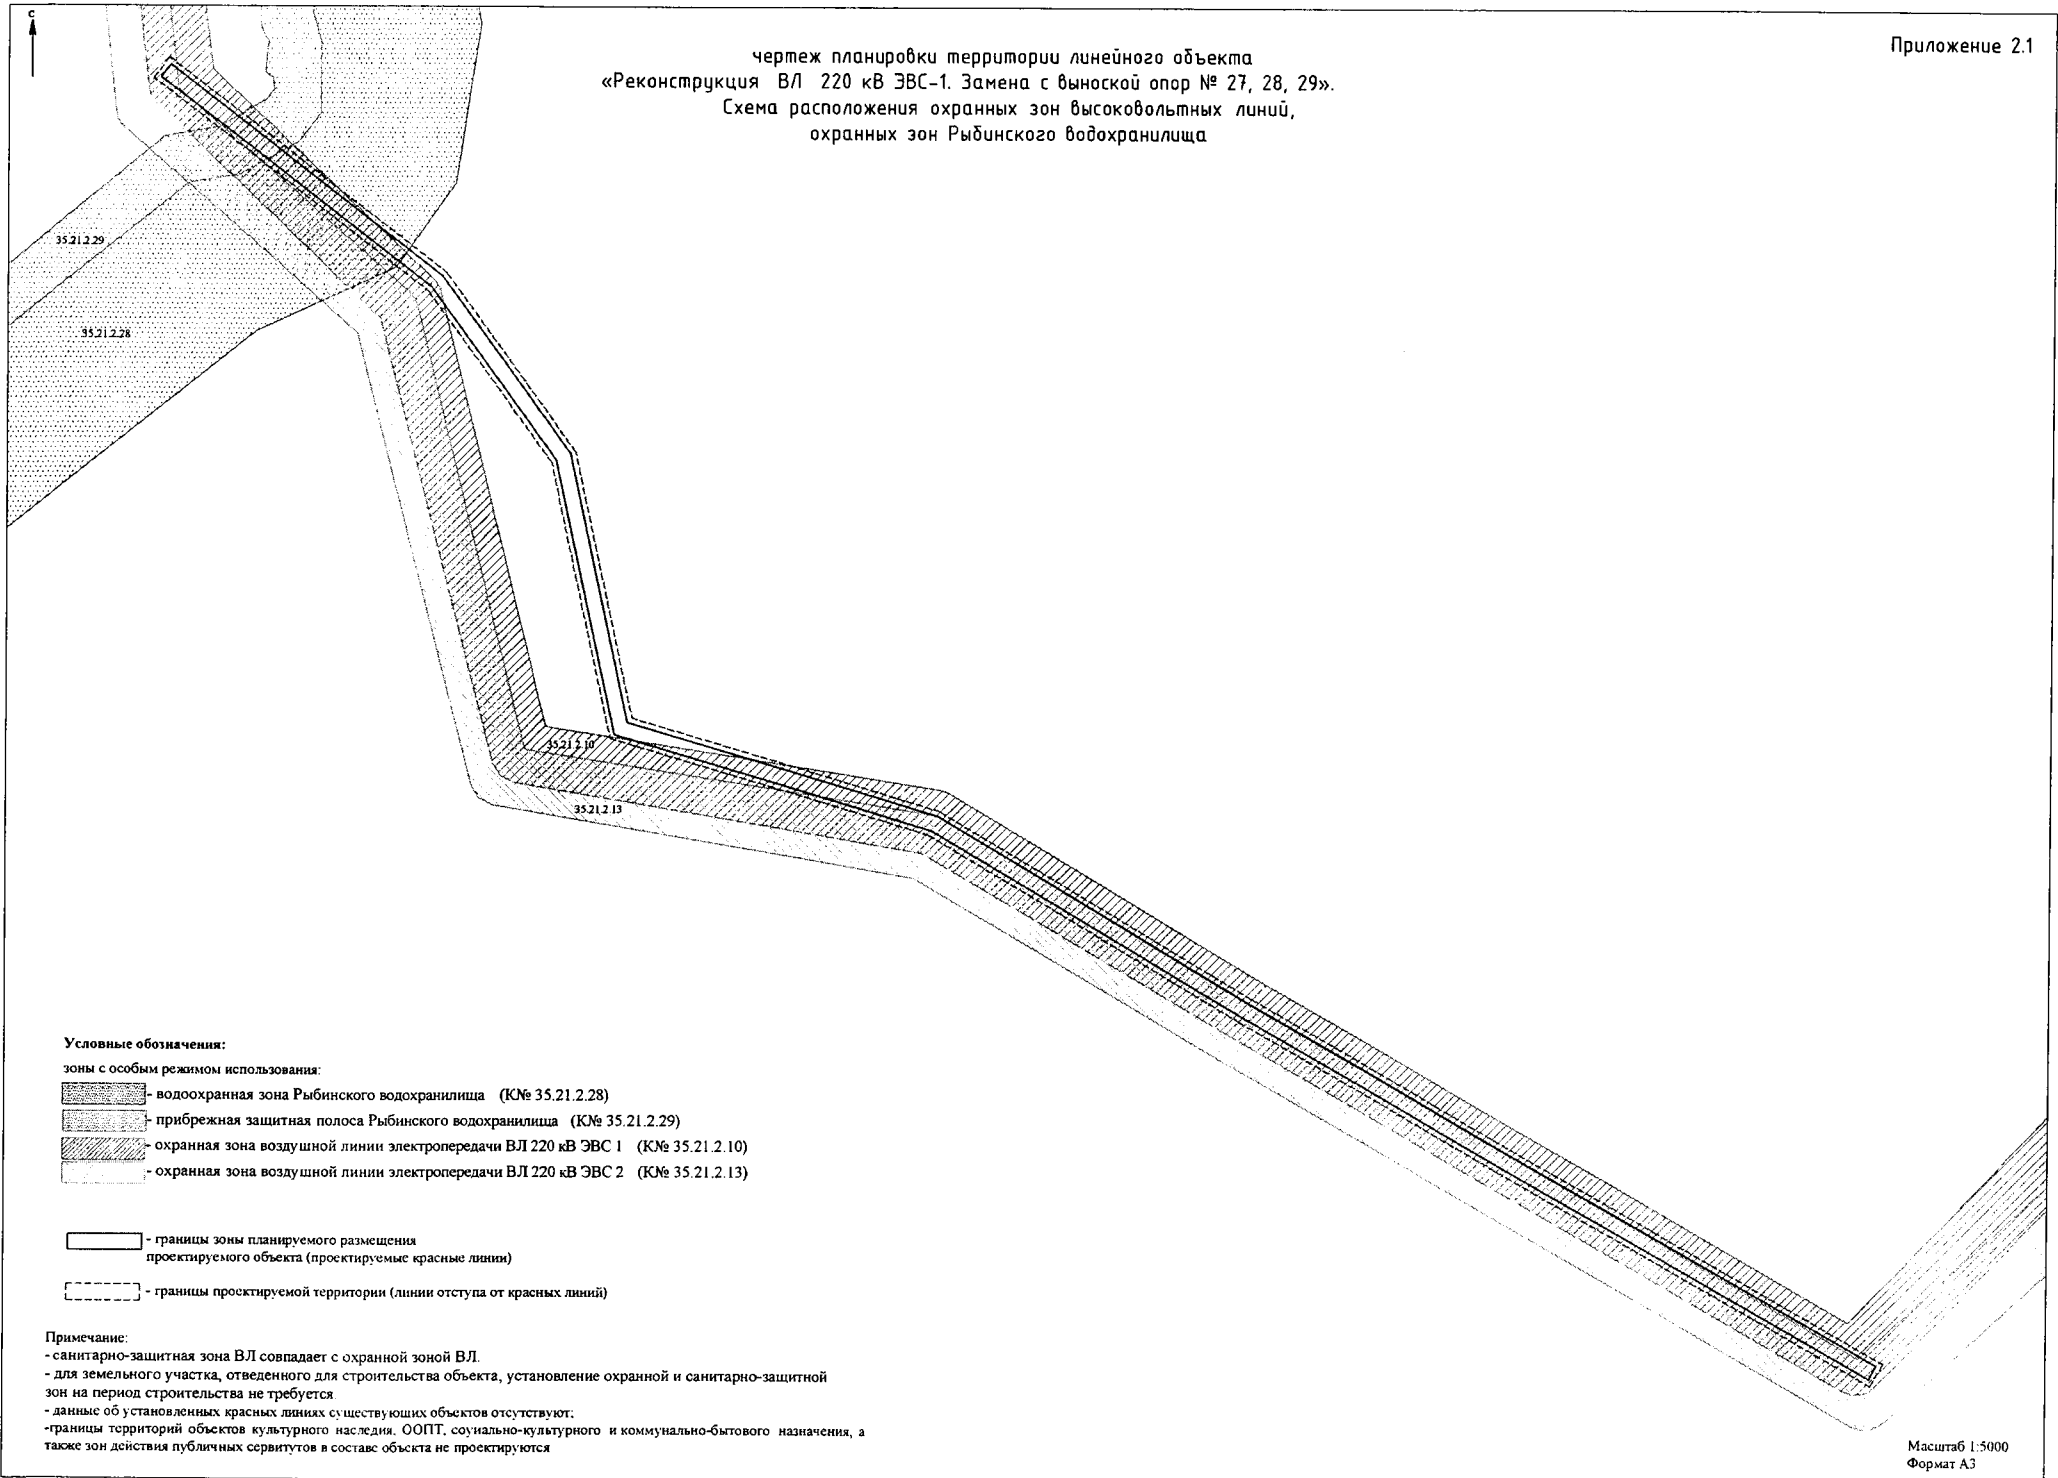 с
Приложение 2.1
чертеж планировки территории линейного объекта
«Реконструкция ВЛ 220 кВ ЭВС-1. Замена с выноской опор № 27, 28, 29».
Схема расположения охранных зон высоковольтных линий,
охранных зон Рыбинского водохранилища
35.21.2.29
35.21.2.28
35.21.2.10
35.21.2.13
Условные обозначения:
зоны с особым режимом использования:
- водоохранная зона Рыбинского водохранилища (К№ 35.21.2.28)
- прибрежная защитная полоса Рыбинского водохранилища (К№ 35.21.2.29)
- охранная зона воздушной линии электропередачи ВЛ 220 кВ ЭВС 1 (К№ 35.21.2.10)
- охранная зона воздушной линии электропередачи ВЛ 220 кВ ЭВС 2 (К№ 35.21.2.13)
- границы зоны планируемого размещения
проектируемого объекта (проектируемые красные линии)
- границы проектируемой территории (линии отступа от красных линий)
Примечание:
- санитарно-защитная зона ВЛ совпадает с охранной зоной ВЛ.
- для земельного участка, отведенного для строительства объекта, установление охранной и санитарно-защитной
зон на период строительства не требуется.
- данные об установленных красных линиях существующих объектов отсутствуют;
-границы территорий объектов культурного наследия, ООПТ, соуиально-культурного и коммунально-бытового назначения, а
также зон действия публичных сервитутов в составе объекта не проектируются
Масштаб 1:5000
Формат А3